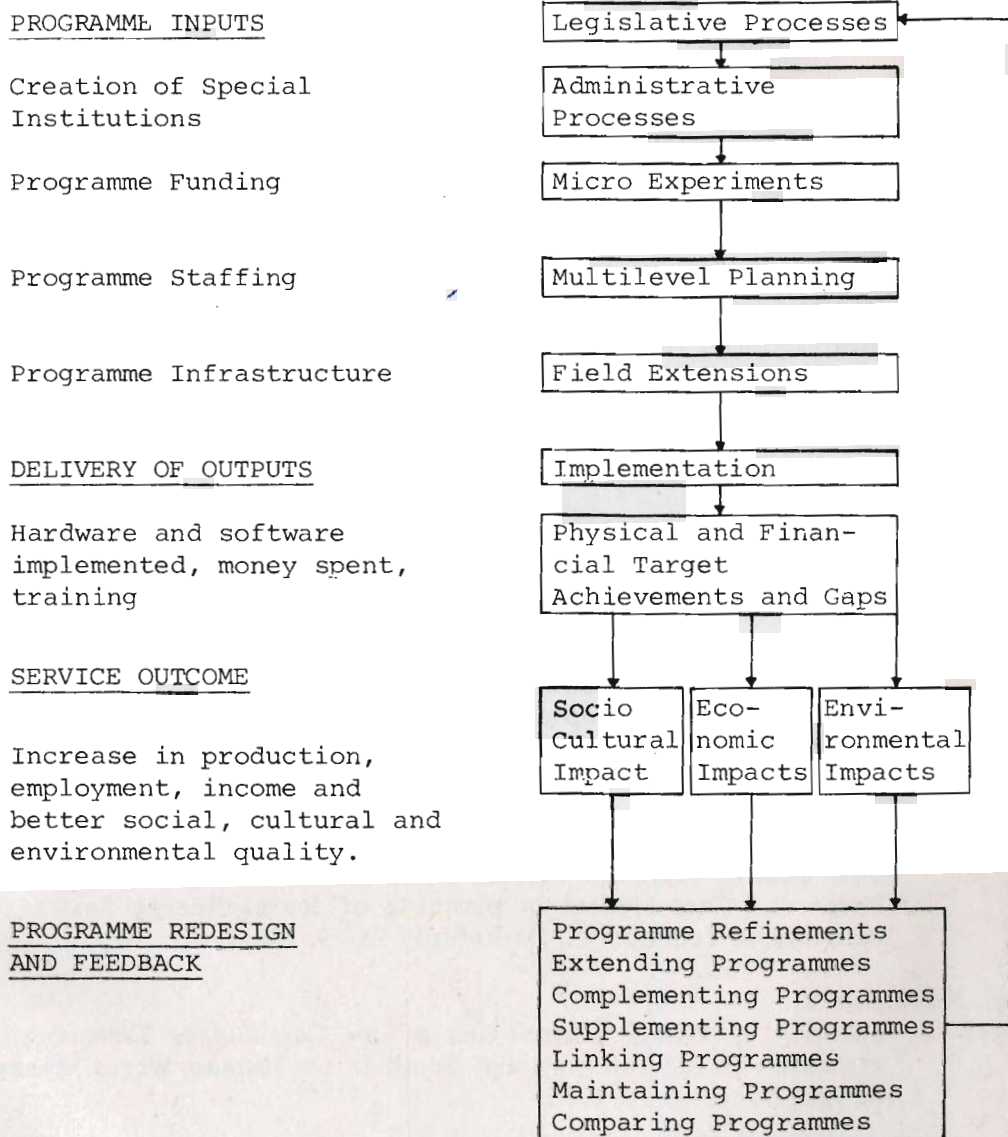 PROGRAMME INPUTS
Creation of Special
Institutions
Programme Funding
Programme Staffing
Programme Infrastructure
DELIVERY OF OUTPUTS
Hardware and software
implemented, money spent,
training
SERVICE OUTCOME
Increase in production,
employment, income and
better social, cultural and
environmental quality.
PROGRAMME REDESIGN
AND FEEDBACK
Legislative Processes
Administrative
Processes
Micro Experiments
Multilevel Planning
Field Extensions
Implementation
Physical and Finan-
cial Target
Achievements and Gaps
Socio
Cultural
Impact
Eco-
nomic
Impacts
Envi-
ronmental
Impacts
Programme Refinements
Extending Programmes
Complementing Programmes
Supplementing Programmes
Linking Programmes
Maintaining Programmes
Comparing Programmes